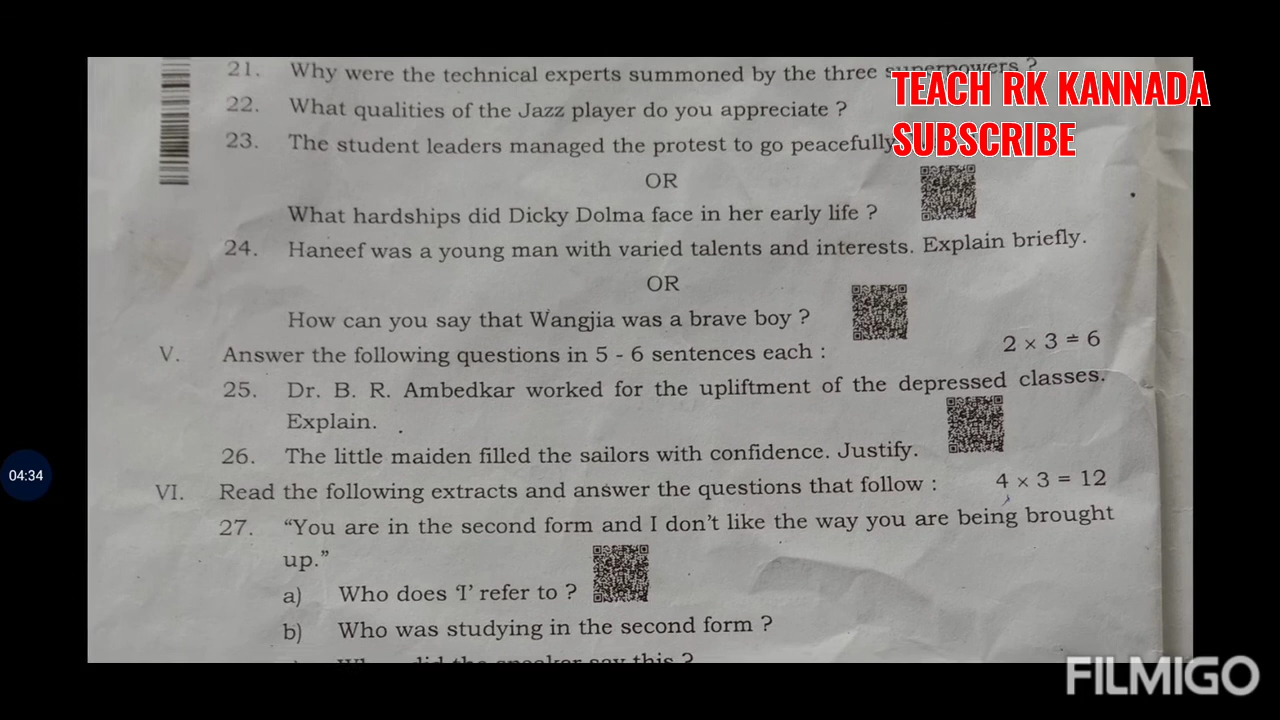 21. Why were the technical experts summoned by the three superpowers ?
TEACH RK KANNADA
22. What qualities of the Jazz player do you appreciate ?
SUBSCRIBE
23. The student leaders managed the protest to go peacefully
OR
What hardships did Dicky Dolma face in her early life ?
24. Haneef was a young man with varied talents and interests. Explain briefly.
OR
How can you say that Wangjia was a brave boy ?
V. Answer the following questions in 5 - 6 sentences each : 2 × 3 = 6
25. Dr. B. R. Ambedkar worked for the upliftment of the depressed classes.
Explain.
26. The little maiden filled the sailors with confidence. Justify.
04:34
VI. Read the following extracts and answer the questions that follow : 4 × 3 = 12
27. “You are in the second form and I don’t like the way you are being brought
up.”
a) Who does ‘I’ refer to ?
b) Who was studying in the second form ?
did the speaker say this ?
FILMIGO